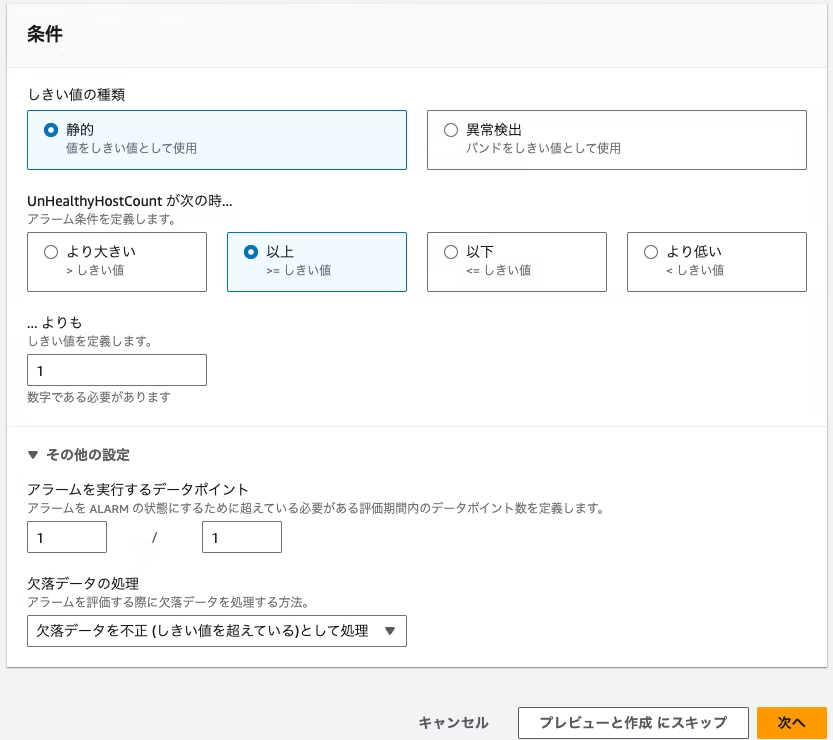 条件
しきい値の種類
静的
値をしきい値として使用
異常検出
バンドをしきい値として使用
UnHealthyHostCount が次の時...
アラーム条件を定義します。
より大きい
> しきい値
以上
>= しきい値
以下
<= しきい値
より低い
< しきい値
... よりも
しきい値を定義します。
1
数字である必要があります
▼ その他の設定
アラームを実行するデータポイント
アラームを ALARM の状態にするために超えている必要がある評価期間内のデータポイント数を定義します。
1 / 1
欠落データの処理
アラームを評価する際に欠落データを処理する方法。
欠落データを不正 (しきい値を超えている)として処理 ▼
キャンセル
プレビューと作成 にスキップ
次へ